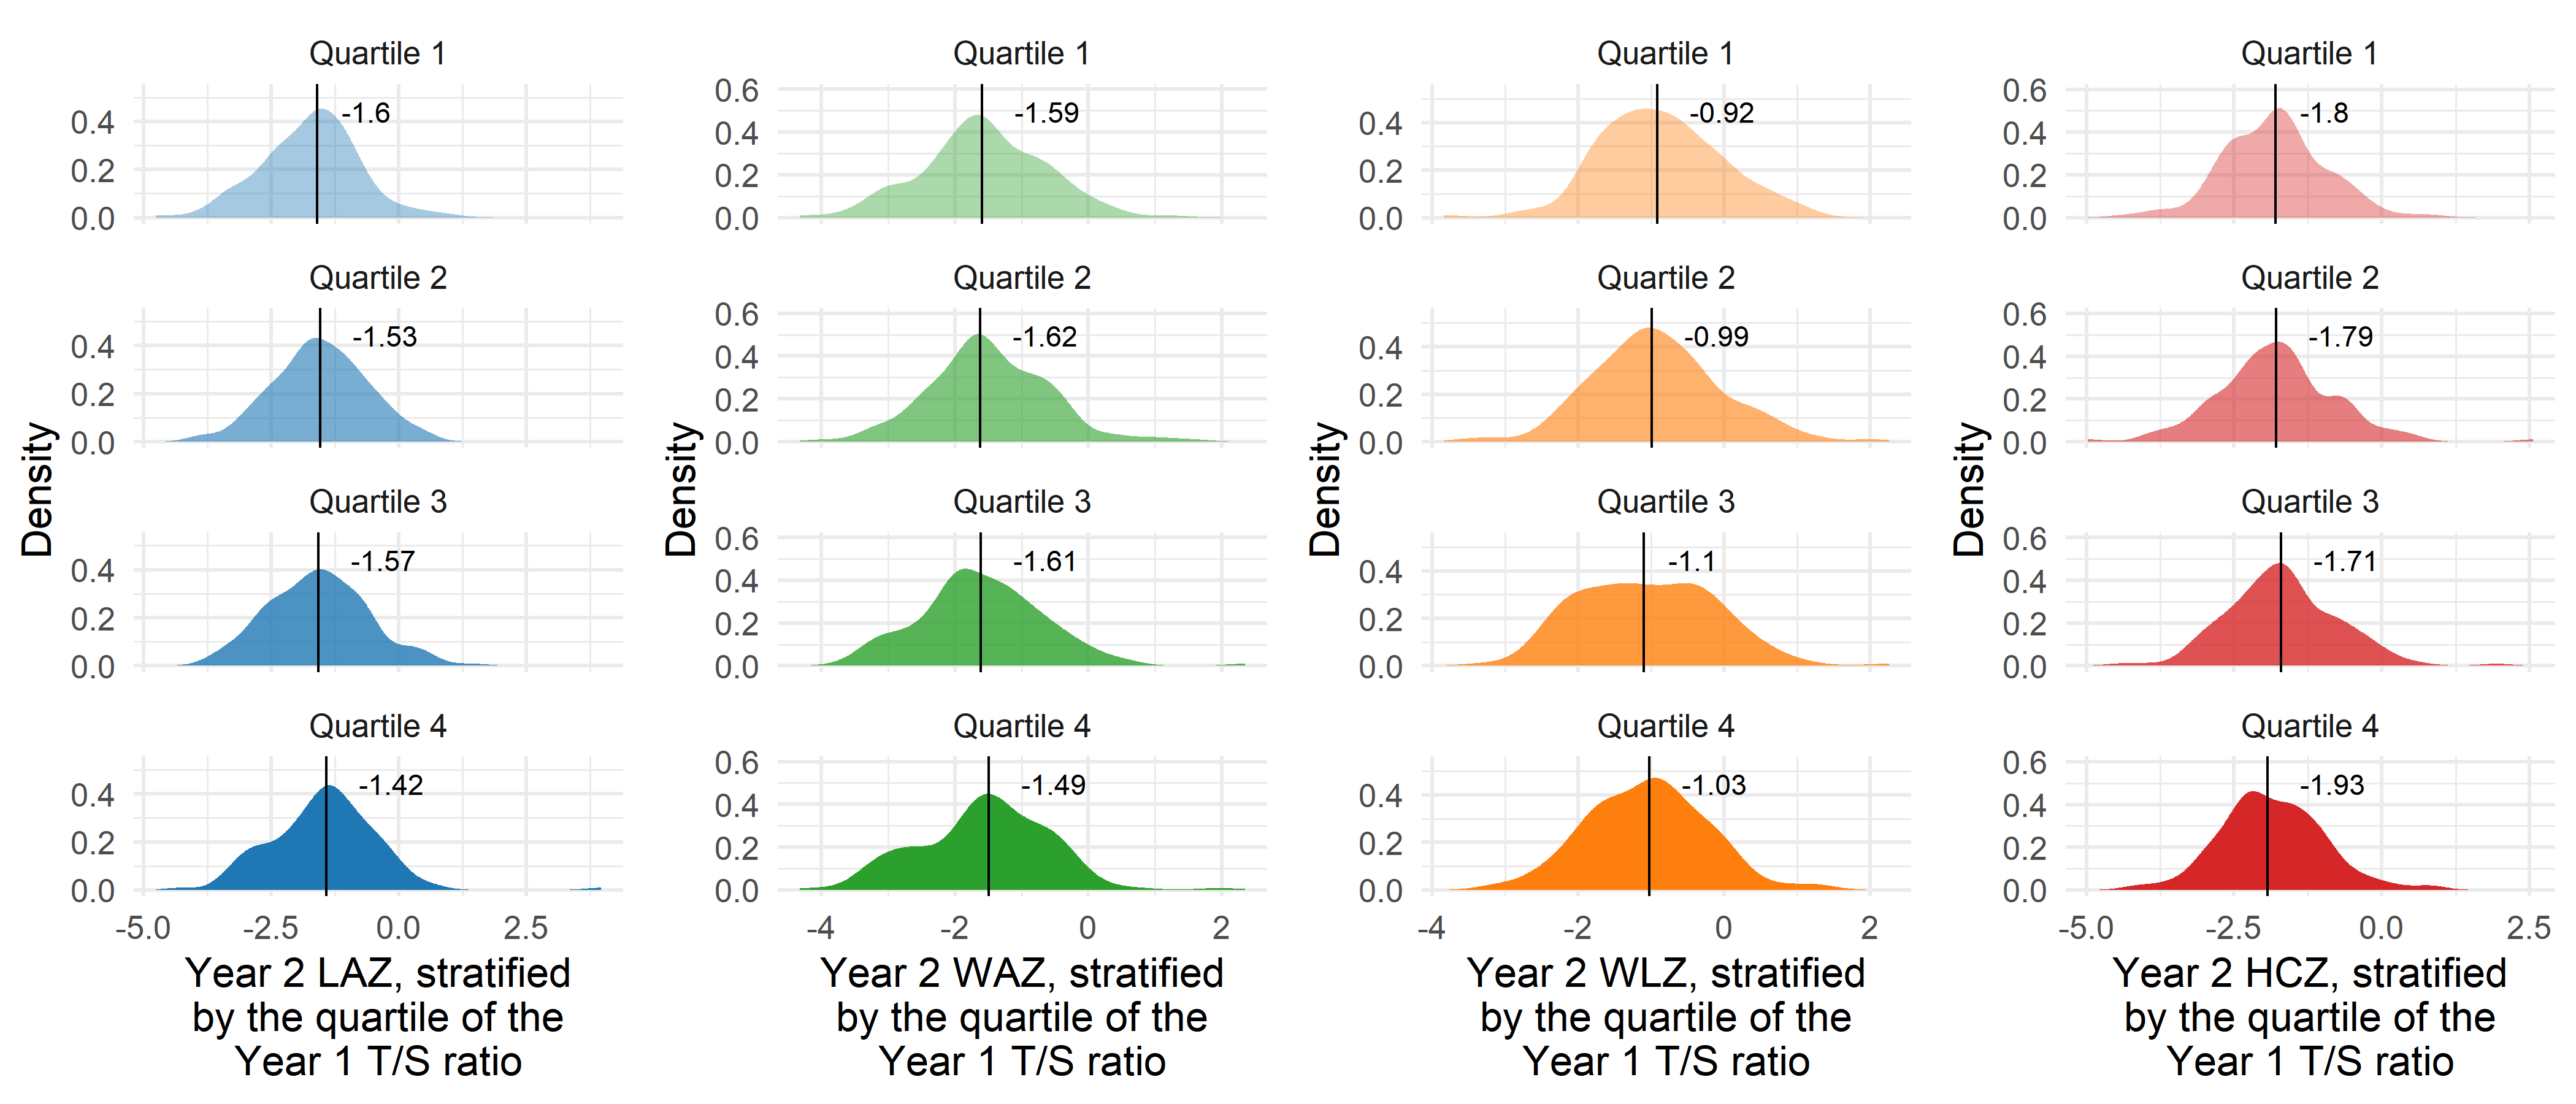 Quartile 1
0.4
0.2
0.0
-1.6
Quartile 2
0.4
0.2
0.0
-1.53
Quartile 3
0.4
0.2
0.0
-1.57
Quartile 4
0.4
0.2
0.0
-1.42
-5.0 -2.5 0.0 2.5
Density
Year 2 LAZ, stratified
by the quartile of the
Year 1 T/S ratio
Quartile 1
0.6
0.4
0.2
0.0
-1.59
Quartile 2
0.6
0.4
0.2
0.0
-1.62
Quartile 3
0.6
0.4
0.2
0.0
-1.61
Quartile 4
0.6
0.4
0.2
0.0
-1.49
-4 -2 0 2
Density
Year 2 WAZ, stratified
by the quartile of the
Year 1 T/S ratio
Quartile 1
0.4
0.2
0.0
-0.92
Quartile 2
0.4
0.2
0.0
-0.99
Quartile 3
0.4
0.2
0.0
-1.1
Quartile 4
0.4
0.2
0.0
-1.03
-4 -2 0 2
Density
Year 2 WLZ, stratified
by the quartile of the
Year 1 T/S ratio
Quartile 1
0.6
0.4
0.2
0.0
-1.8
Quartile 2
0.6
0.4
0.2
0.0
-1.79
Quartile 3
0.6
0.4
0.2
0.0
-1.71
Quartile 4
0.6
0.4
0.2
0.0
-1.93
-5.0 -2.5 0.0 2.5
Density
Year 2 HCZ, stratified
by the quartile of the
Year 1 T/S ratio